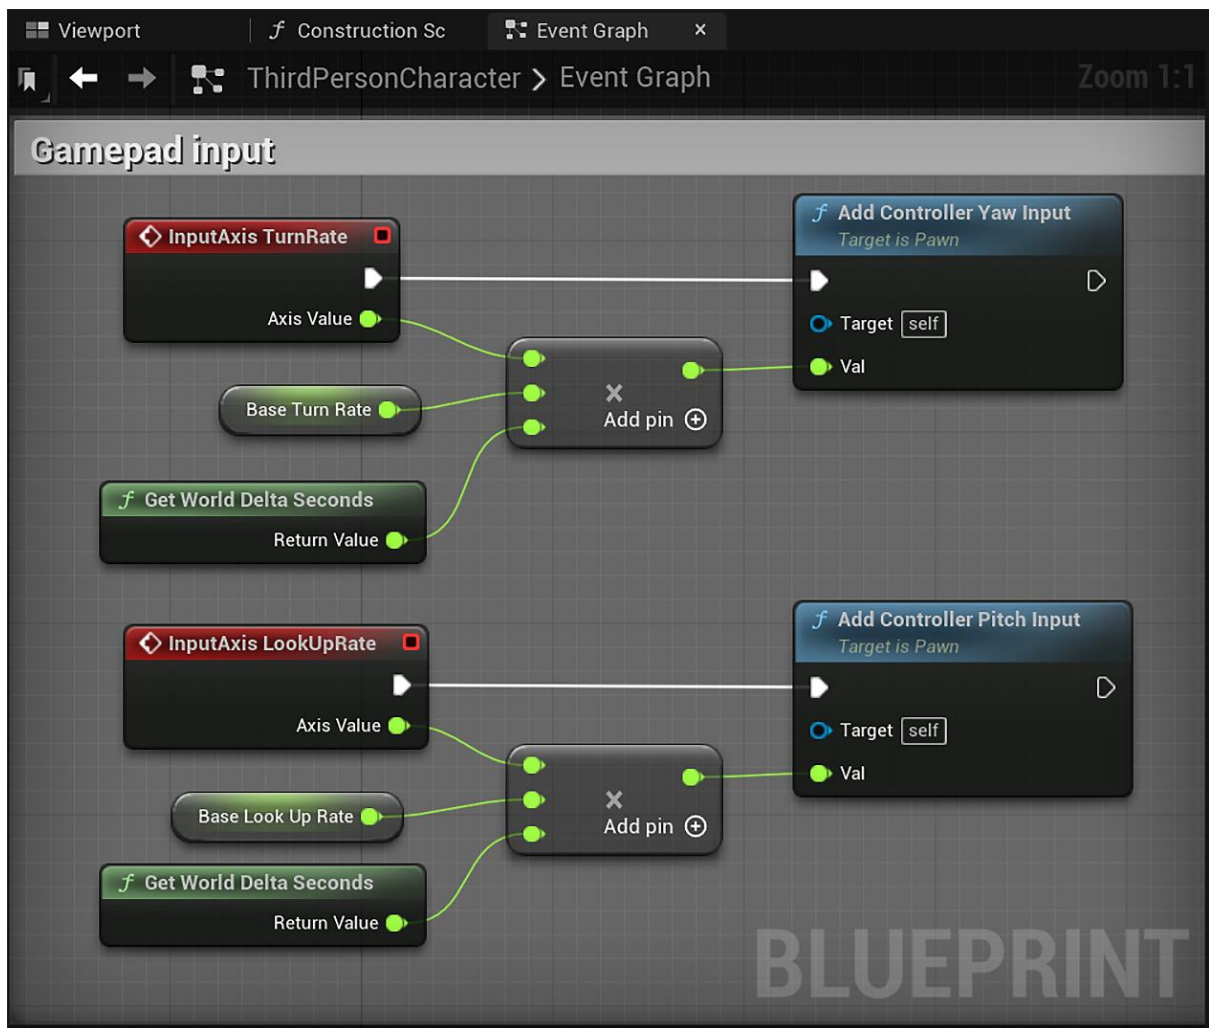 Viewport
Construction Sc
Event Graph
ThirdPersonCharacter > Event Graph
Zoom 1:1
Gamepad input
InputAxis TurnRate
Axis Value
Base Turn Rate
Get World Delta Seconds
Return Value
Add pin
Add Controller Yaw Input
Target is Pawn
Target self
Val
InputAxis LookUpRate
Axis Value
Base Look Up Rate
Get World Delta Seconds
Return Value
Add pin
Add Controller Pitch Input
Target is Pawn
Target self
Val
BLUEPRINT